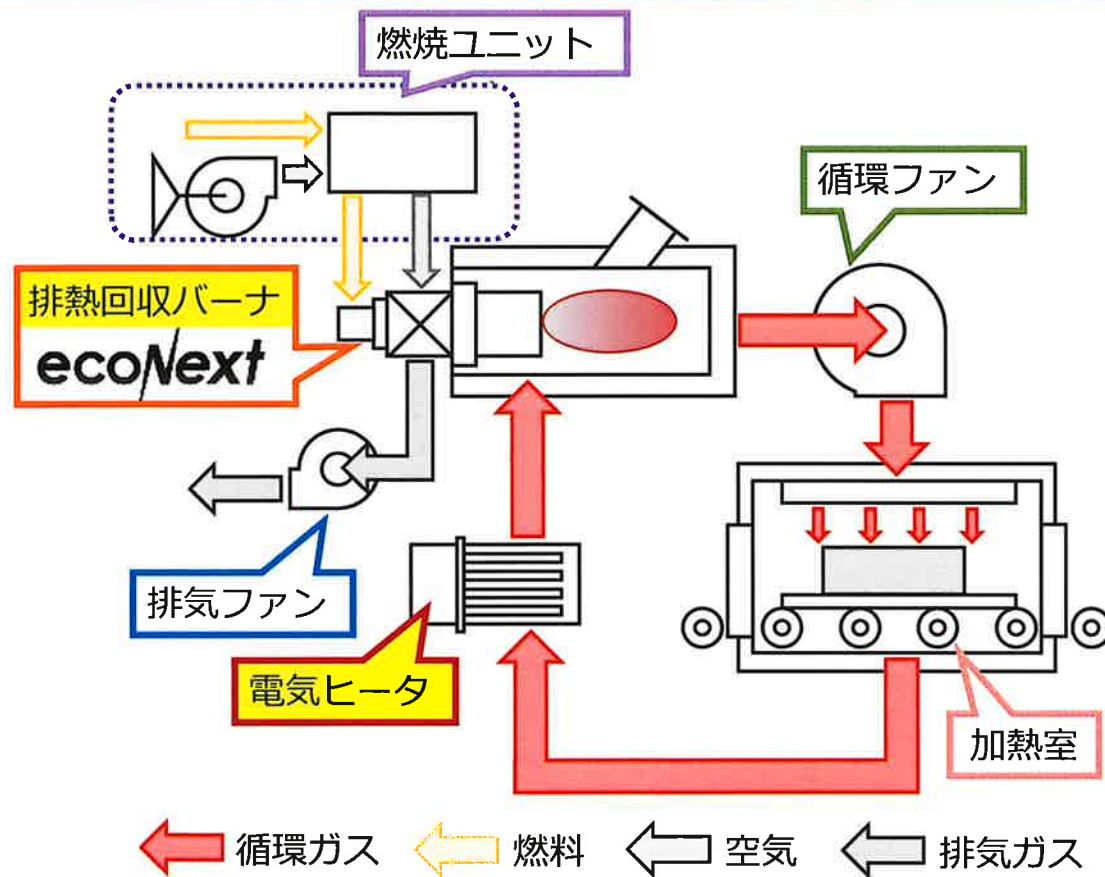 燃焼ユニット
循環ファン
排熱回収バーナ
ecoNext
排気ファン
電気ヒータ
加熱室
循環ガス
燃料
空気
排気ガス